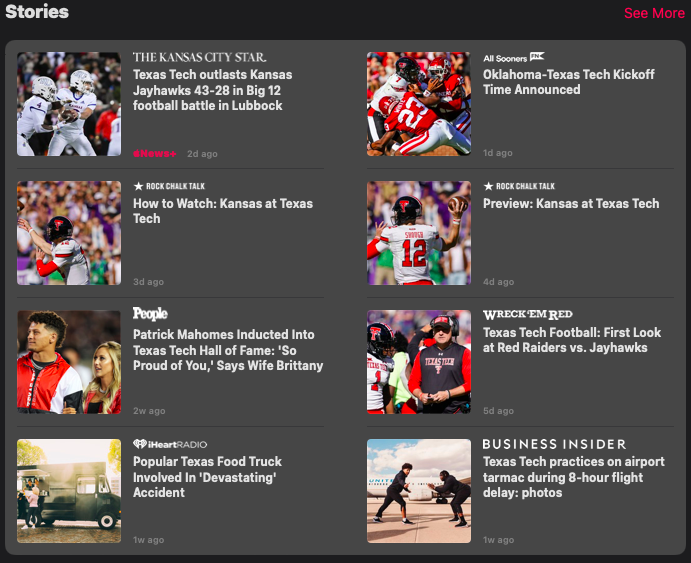 Stories
See More
THE KANSAS CITY STAR.
Texas Tech outlasts Kansas
Jayhawks 43-28 in Big 12
football battle in Lubbock
News+ 2d ago
All Sooners FN
Oklahoma-Texas Tech Kickoff
Time Announced
1d ago
ROCK CHALK TALK
How to Watch: Kansas at Texas
Tech
3d ago
ROCK CHALK TALK
Preview: Kansas at Texas Tech
4d ago
SHOUGH
12
People
Patrick Mahomes Inducted Into
Texas Tech Hall of Fame: 'So
Proud of You,' Says Wife Brittany
2w ago
WRECK 'EM RED
Texas Tech Football: First Look
at Red Raiders vs. Jayhawks
5d ago
TEXAS TECH
iHeartRADIO
Popular Texas Food Truck
Involved In 'Devastating'
Accident
1w ago
BUSINESS INSIDER
Texas Tech practices on airport
tarmac during 8-hour flight
delay: photos
1w ago